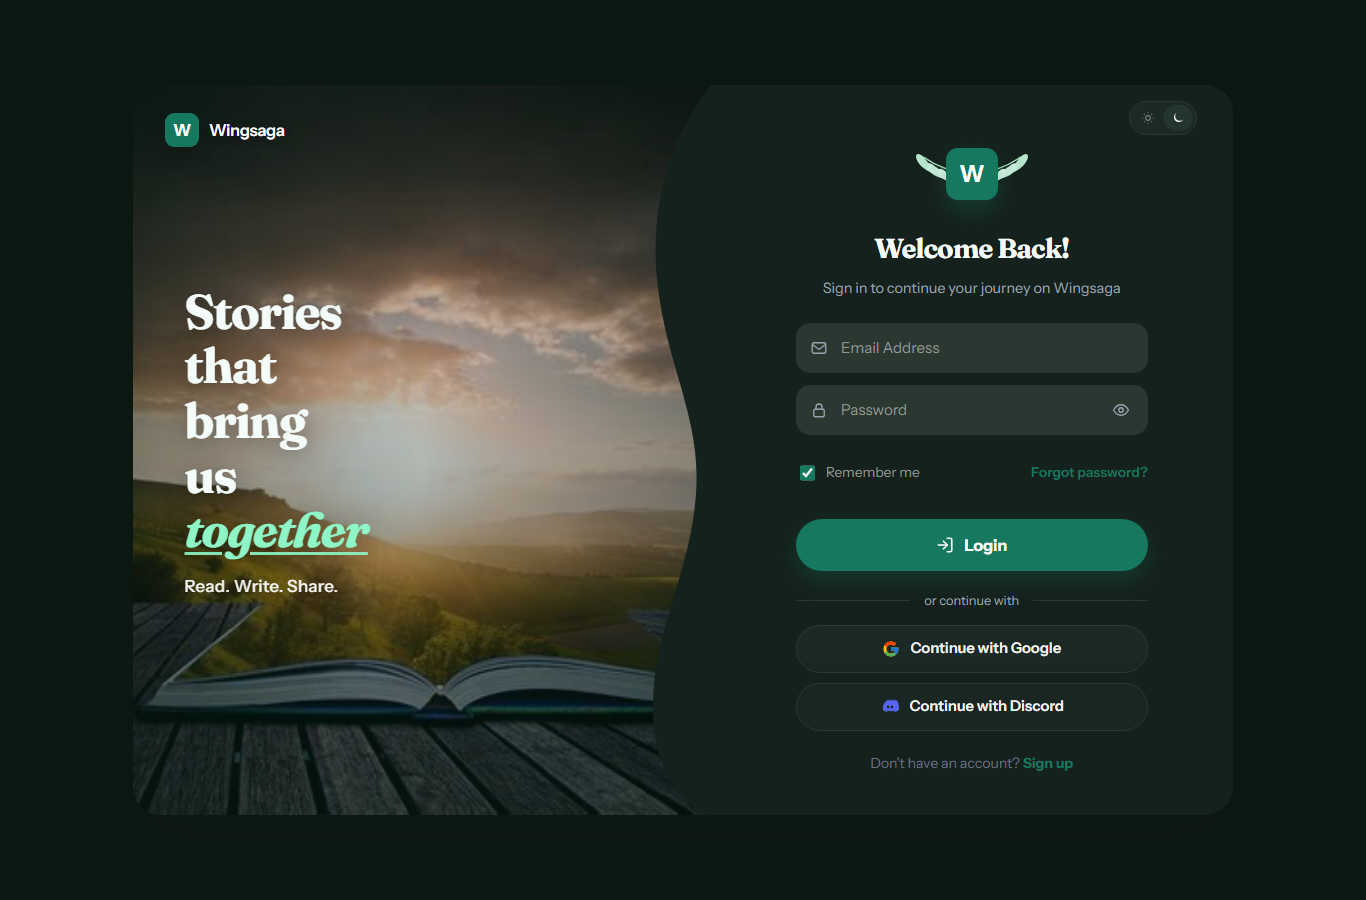 W Wingsaga
Stories
that
bring
us
together
Read. Write. Share.
W
Welcome Back!
Sign in to continue your journey on Wingsaga
Email Address
Password
Remember me Forgot password?
Login
or continue with
Continue with Google
Continue with Discord
Don't have an account? Sign up